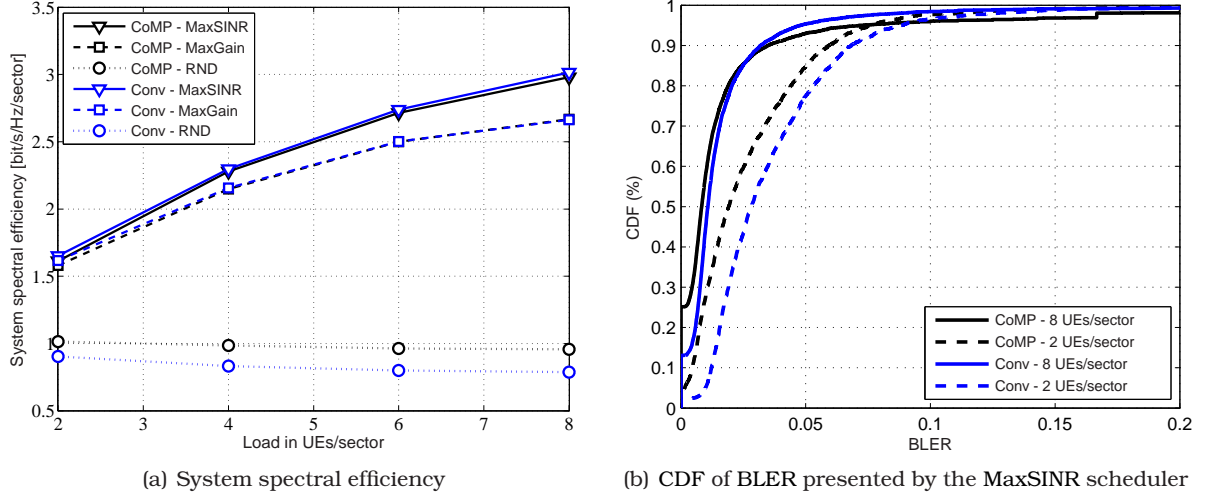 3.5
3
2.5
2
1.5
1
0.5
System spectral efficiency [bit/s/Hz/sector]
CoMP - MaxSINR
CoMP - MaxGain
CoMP - RND
Conv - MaxSINR
Conv - MaxGain
Conv - RND
2 3 4 5 6 7 8
Load in UEs/sector
(a) System spectral efficiency
1
0.9
0.8
0.7
0.6
0.5
0.4
0.3
0.2
0.1
0
CDF (%)
CoMP - 8 UEs/sector
CoMP - 2 UEs/sector
Conv - 8 UEs/sector
Conv - 2 UEs/sector
0 0.05 0.1 0.15 0.2
BLER
(b) CDF of BLER presented by the MaxSINR scheduler